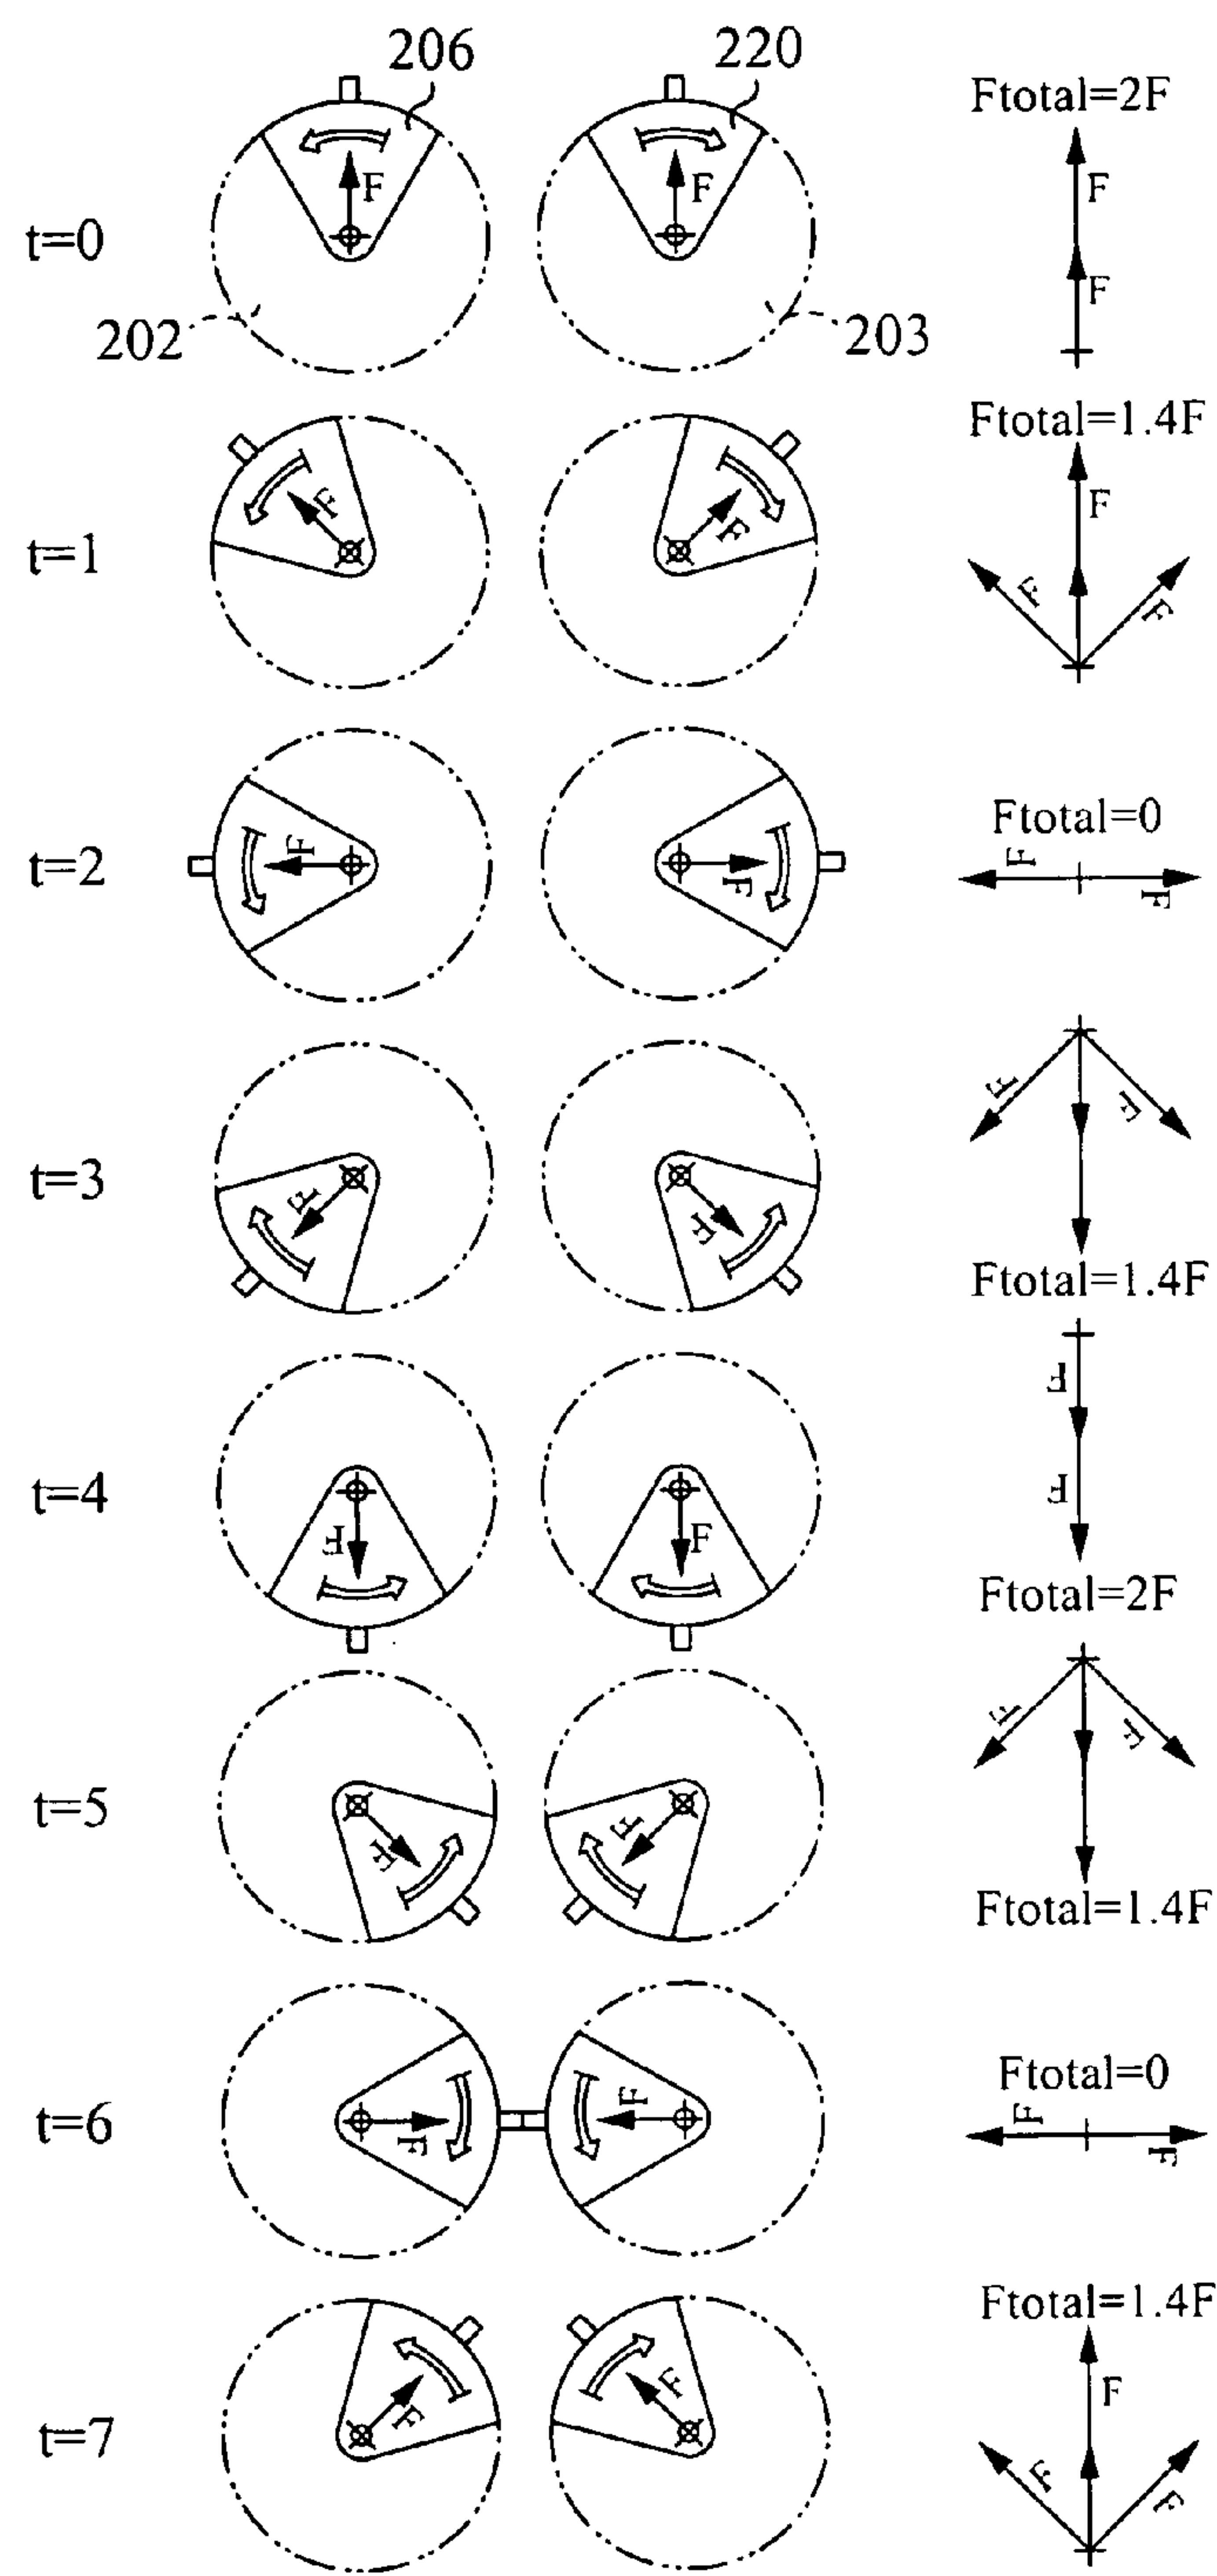 206 220
Ftotal=2F
F F F
t=0
F
202 203
Ftotal=1.4F
F
F F F F
t=1
Ftotal=0
F F F F
t=2
F F
t=3
F F
Ftotal=1.4F
F
t=4
F F F
Ftotal=2F
F F
t=5
F F
Ftotal=1.4F
Ftotal=0
F F F F
t=6
Ftotal=1.4F
F
F F F F
t=7